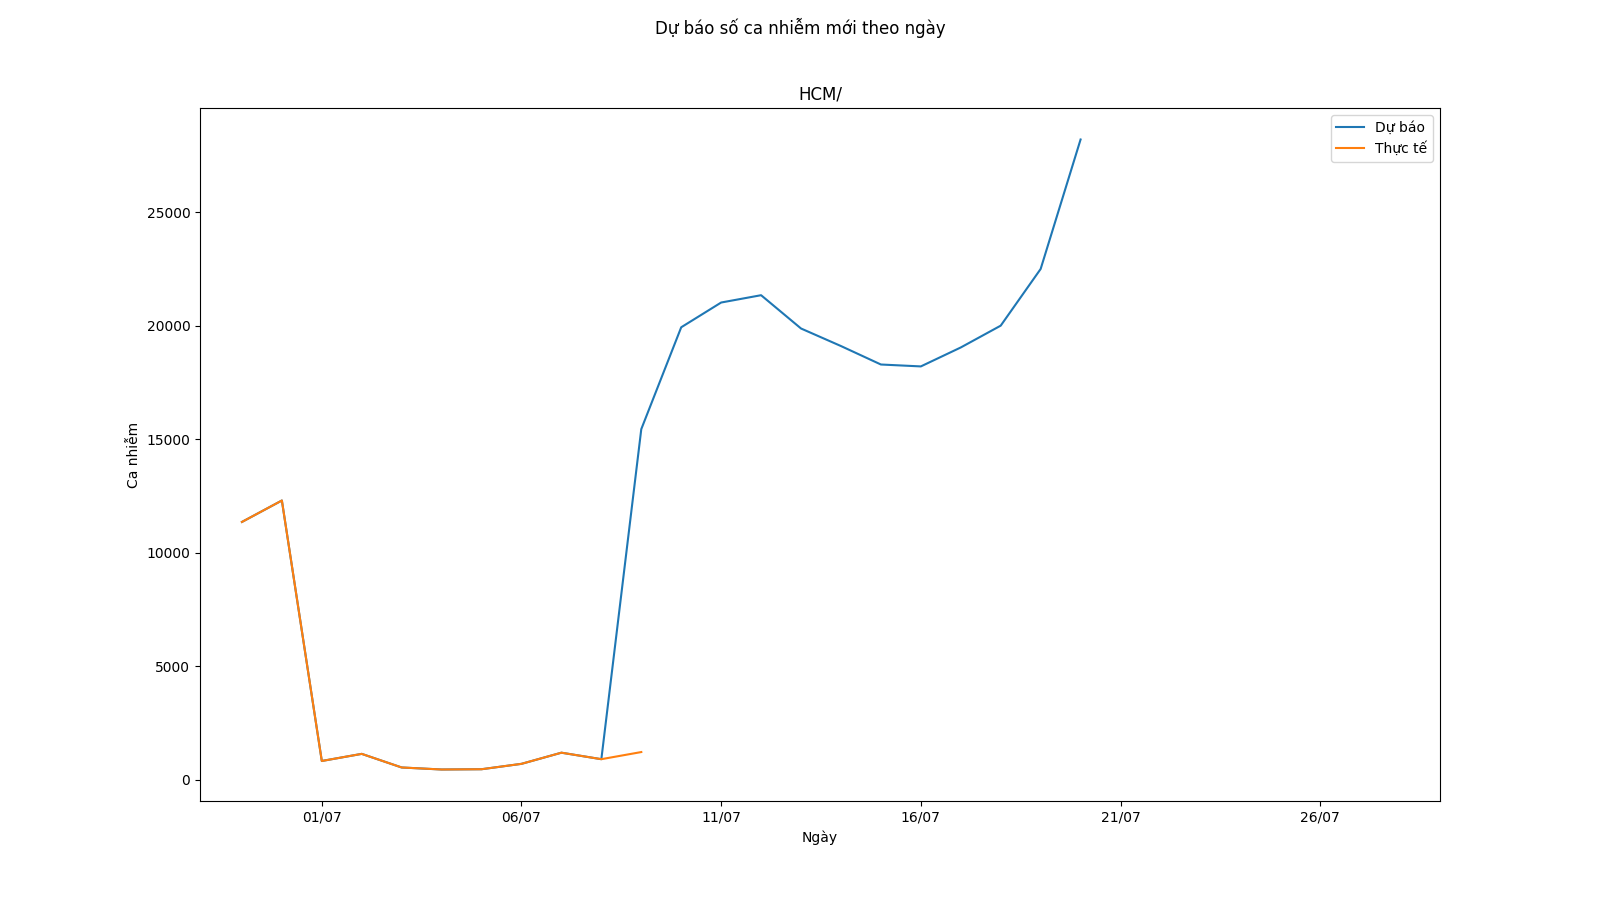 Dự báo số ca nhiễm mới theo ngày
HCM/
Dự báo
Thực tế
25000
20000
15000
10000
5000
0
Ca nhiễm
01/07 06/07 11/07 16/07 21/07 26/07
Ngày